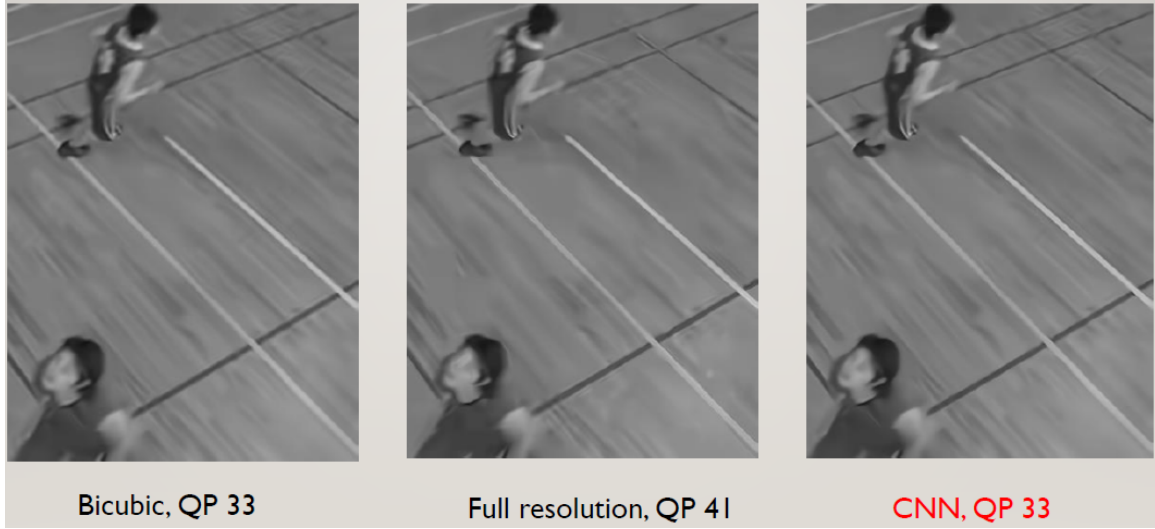 Bicubic, QP 33
Full resolution, QP 41
CNN, QP 33